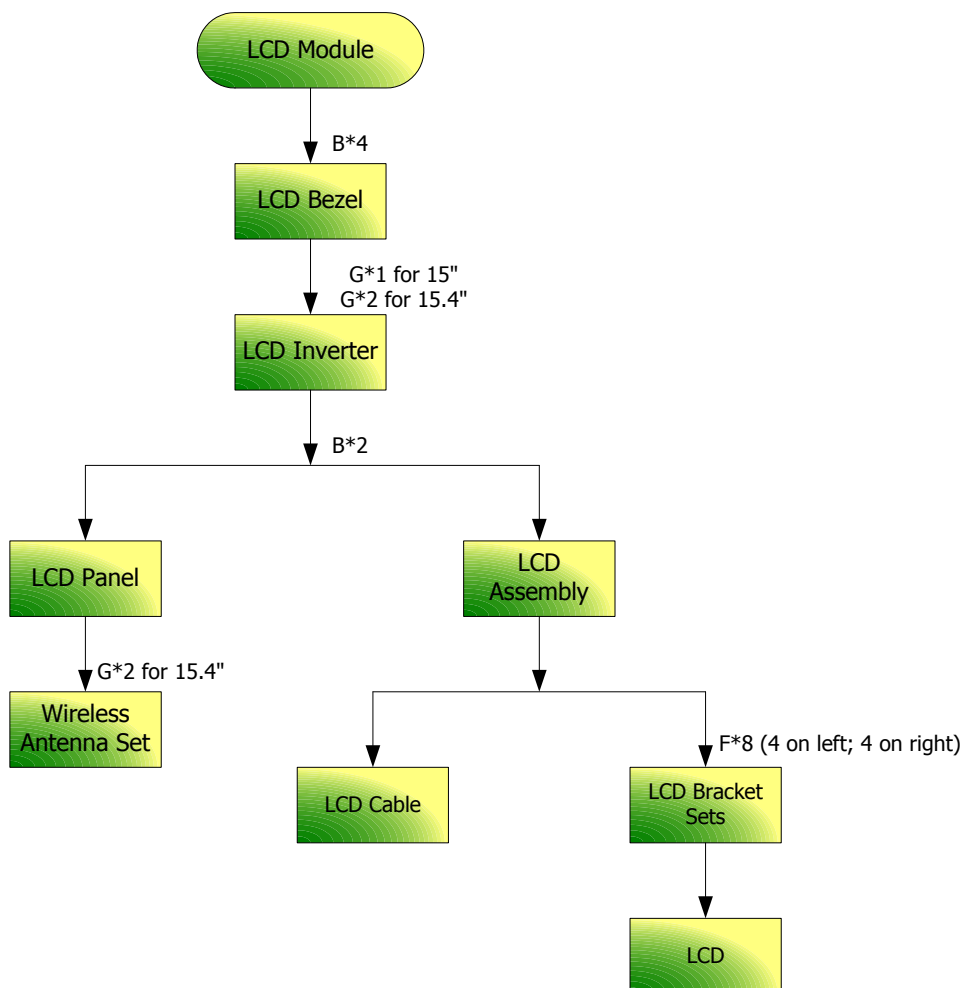 LCD Module
B*4
LCD Bezel
G*1 for 15"
G*2 for 15.4"
LCD Inverter
B*2
LCD Panel
LCD
Assembly
G*2 for 15.4"
Wireless
Antenna Set
F*8 (4 on left; 4 on right)
LCD Cable
LCD Bracket
Sets
LCD